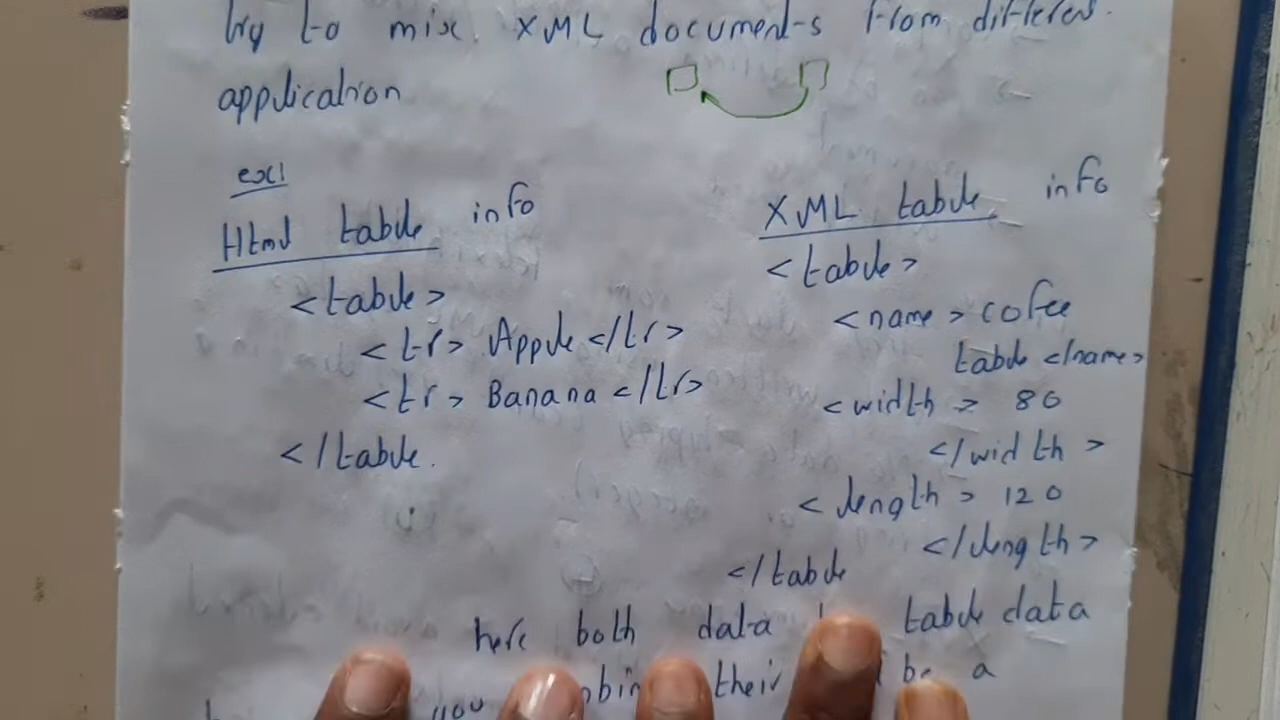 try to mix XML documents from different
application
ex1
Html table info
<table>
<tr> Apple </tr>
<tr> Banana </tr>
</table.
XML table info
<table>
<name> cofee
table </name>
<width> 80
</width>
<length> 120
</length>
</table
here both data table data
you their be a